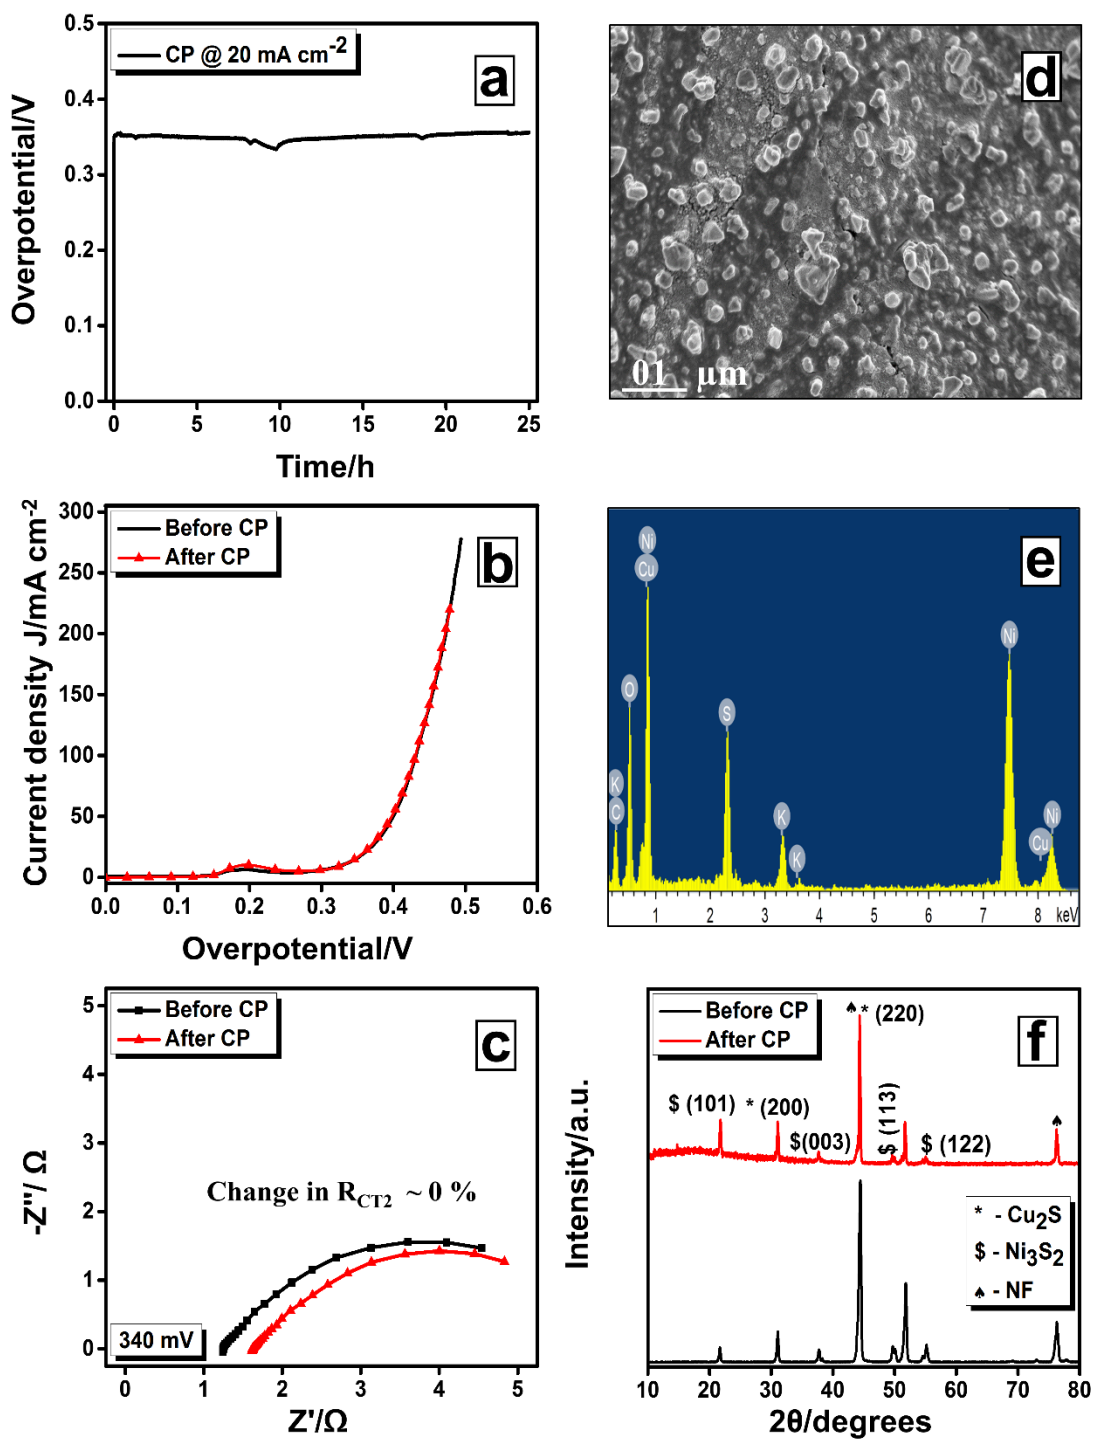 CP @ 20 mA cm-2
a
Overpotential/V
0.5
0.4
0.3
0.2
0.1
0.0
0 5 10 15 20 25
Time/h
d
01 µm
Before CP
After CP
b
Current density J/mA cm-2
300
250
200
150
100
50
0
0.0 0.1 0.2 0.3 0.4 0.5 0.6
Overpotential/V
e
Ni
Cu
O
K
C
S
K
K
Ni
Cu
Ni
1 2 3 4 5 6 7 8 keV
Before CP
After CP
c
-Z''/ Ω
5
4
3
2
1
0
Change in RCT2 ~ 0 %
340 mV
0 1 2 3 4 5
Z'/Ω
Before CP
After CP
f
Intensity/a.u.
♠ * (220)
$ (101)
* (200)
$(003)
$ (113)
$ (122)
♠
* - Cu2S
$ - Ni3S2
♠ - NF
10 20 30 40 50 60 70 80
2θ/degrees